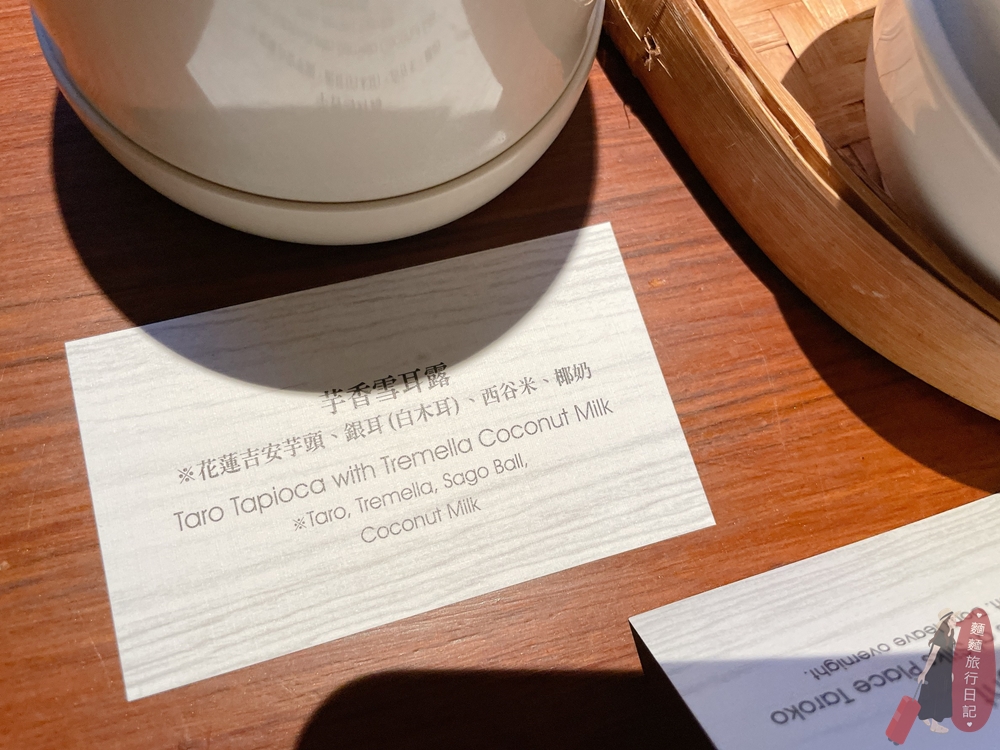 芋香雪耳露
※花蓮吉安芋頭、銀耳(白木耳)、西谷米、椰奶
Taro Tapioca with Tremella Coconut Milk
※Taro, Tremella, Sago Ball,
Coconut Milk
Place Taroko
leave overnight.
麵麵旅行日記